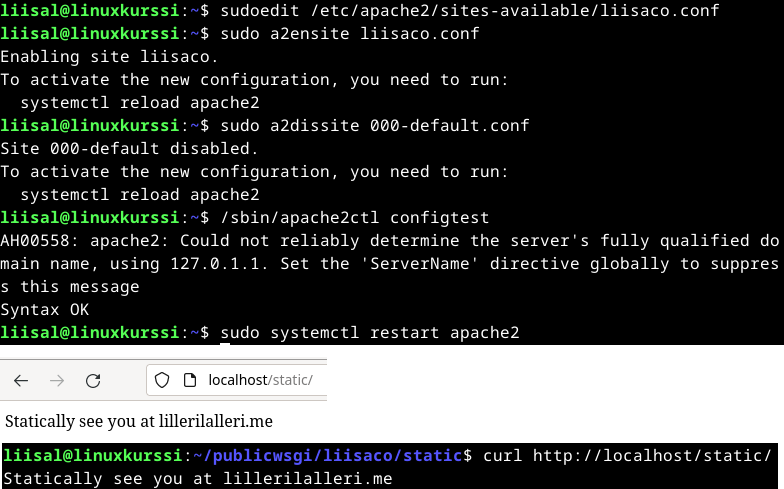 liisal@linuxkurssi:~$ sudoedit /etc/apache2/sites-available/liisaco.conf
liisal@linuxkurssi:~$ sudo a2ensite liisaco.conf
Enabling site liisaco.
To activate the new configuration, you need to run:
  systemctl reload apache2
liisal@linuxkurssi:~$ sudo a2dissite 000-default.conf
Site 000-default disabled.
To activate the new configuration, you need to run:
  systemctl reload apache2
liisal@linuxkurssi:~$ /sbin/apache2ctl configtest
AH00558: apache2: Could not reliably determine the server's fully qualified do
main name, using 127.0.1.1. Set the 'ServerName' directive globally to suppres
s this message
Syntax OK
liisal@linuxkurssi:~$ sudo systemctl restart apache2
localhost/static/
Statically see you at lillerilalleri.me
liisal@linuxkurssi:~/publicwsgi/liisaco/static$ curl http://localhost/static/
Statically see you at lillerilalleri.me